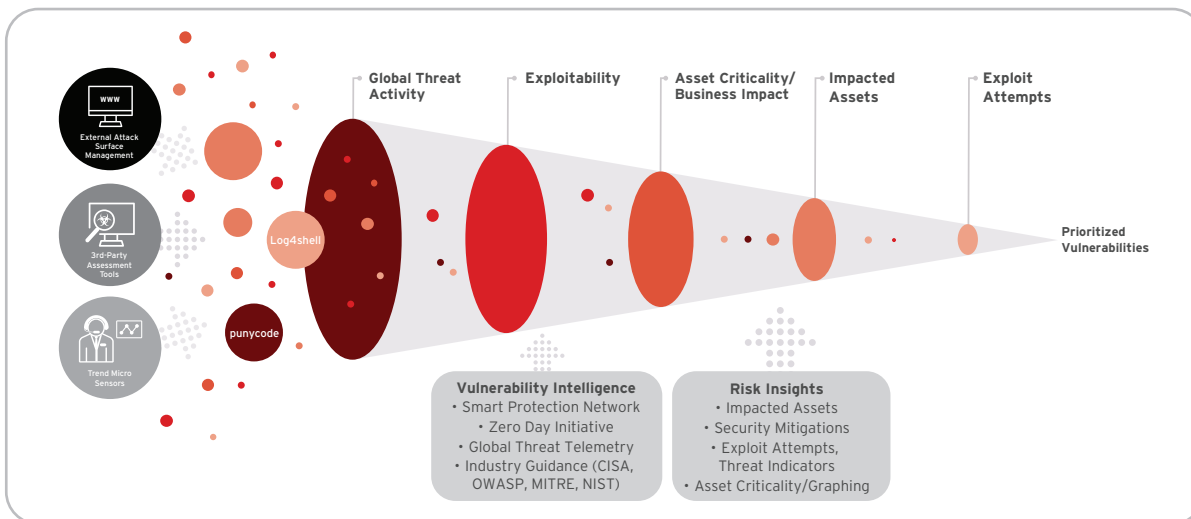 Global Threat
Activity
Exploitability
Asset Criticality/
Business Impact
Impacted
Assets
Exploit
Attempts
www
External Attack
Surface
Management
3rd-Party
Assessment
Tools
Trend Micro
Sensors
Log4shell
punycode
Prioritized
Vulnerabilities
Vulnerability Intelligence
• Smart Protection Network
• Zero Day Initiative
• Global Threat Telemetry
• Industry Guidance (CISA,
OWASP, MITRE, NIST)
Risk Insights
• Impacted Assets
• Security Mitigations
• Exploit Attempts,
Threat Indicators
• Asset Criticality/Graphing